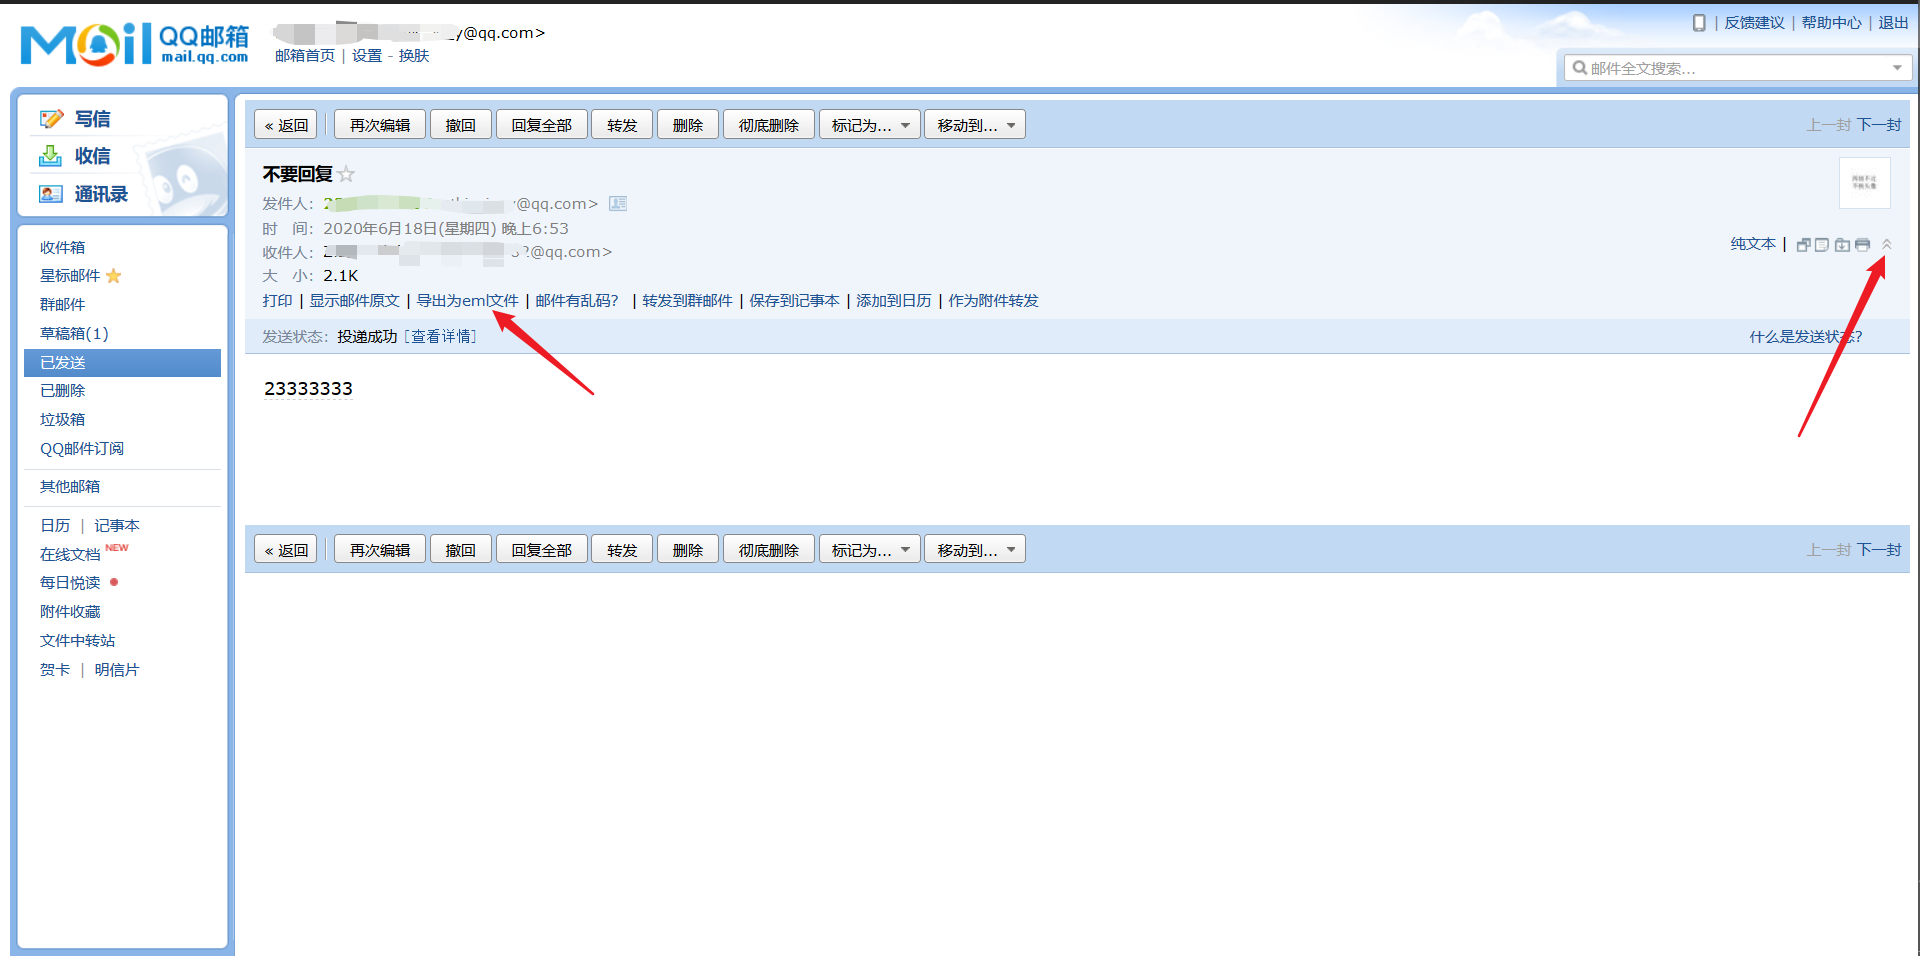 Mail QQ邮箱 mail.qq.com
y@qq.com>
邮箱首页 | 设置 - 换肤
| 反馈建议 | 帮助中心 | 退出
邮件全文搜索...
写信
收信
通讯录
收件箱
星标邮件
群邮件
草稿箱(1)
已发送
已删除
垃圾箱
QQ邮件订阅
其他邮箱
日历 | 记事本
在线文档 NEW
每日悦读
附件收藏
文件中转站
贺卡 | 明信片
« 返回 再次编辑 撤回 回复全部 转发 删除 彻底删除 标记为... 移动到... 上一封 下一封
不要回复
发件人: @qq.com>
时 间: 2020年6月18日(星期四) 晚上6:53
收件人: 2@qq.com>
纯文本 |
大 小: 2.1K
打印 | 显示邮件原文 | 导出为eml文件 | 邮件有乱码? | 转发到群邮件 | 保存到记事本 | 添加到日历 | 作为附件转发
发送状态: 投递成功 [查看详情] 什么是发送状态?
23333333
« 返回 再次编辑 撤回 回复全部 转发 删除 彻底删除 标记为... 移动到... 上一封 下一封